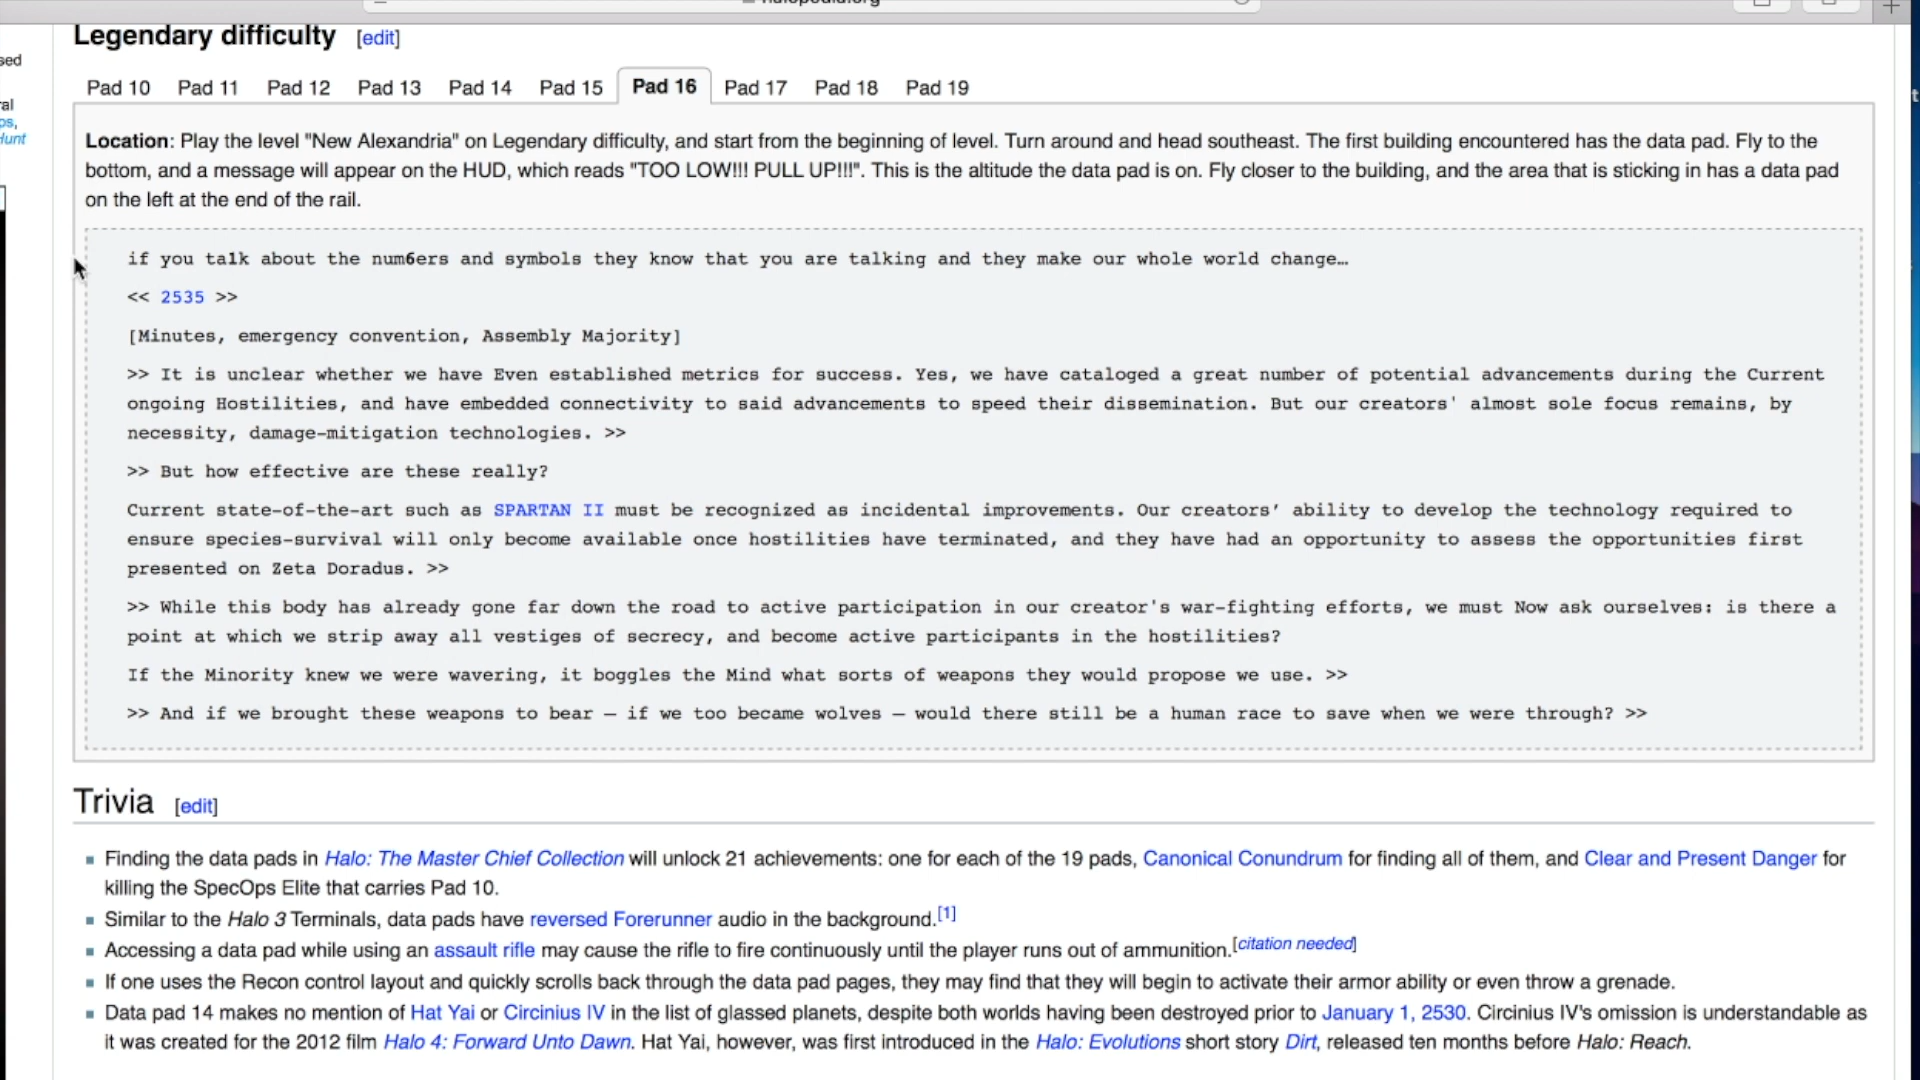 halopedia.org
Legendary difficulty [edit]
sed
ral
ps,
Hunt
Pad 10 Pad 11 Pad 12 Pad 13 Pad 14 Pad 15 Pad 16 Pad 17 Pad 18 Pad 19
Location: Play the level "New Alexandria" on Legendary difficulty, and start from the beginning of level. Turn around and head southeast. The first building encountered has the data pad. Fly to the
bottom, and a message will appear on the HUD, which reads "TOO LOW!!! PULL UP!!!". This is the altitude the data pad is on. Fly closer to the building, and the area that is sticking in has a data pad
on the left at the end of the rail.
if you ta1k about the num6ers and symbols they know that you are talking and they make our whole world change…
<< 2535 >>
[Minutes, emergency convention, Assembly Majority]
>> It is unclear whether we have Even established metrics for success. Yes, we have cataloged a great number of potential advancements during the Current
ongoing Hostilities, and have embedded connectivity to said advancements to speed their dissemination. But our creators' almost sole focus remains, by
necessity, damage-mitigation technologies. >>
>> But how effective are these really?
Current state-of-the-art such as SPARTAN II must be recognized as incidental improvements. Our creators’ ability to develop the technology required to
ensure species-survival will only become available once hostilities have terminated, and they have had an opportunity to assess the opportunities first
presented on Zeta Doradus. >>
>> While this body has already gone far down the road to active participation in our creator's war-fighting efforts, we must Now ask ourselves: is there a
point at which we strip away all vestiges of secrecy, and become active participants in the hostilities?
If the Minority knew we were wavering, it boggles the Mind what sorts of weapons they would propose we use. >>
>> And if we brought these weapons to bear — if we too became wolves — would there still be a human race to save when we were through? >>
Trivia [edit]
Finding the data pads in Halo: The Master Chief Collection will unlock 21 achievements: one for each of the 19 pads, Canonical Conundrum for finding all of them, and Clear and Present Danger for
killing the SpecOps Elite that carries Pad 10.
Similar to the Halo 3 Terminals, data pads have reversed Forerunner audio in the background.[1]
Accessing a data pad while using an assault rifle may cause the rifle to fire continuously until the player runs out of ammunition.[citation needed]
If one uses the Recon control layout and quickly scrolls back through the data pad pages, they may find that they will begin to activate their armor ability or even throw a grenade.
Data pad 14 makes no mention of Hat Yai or Circinius IV in the list of glassed planets, despite both worlds having been destroyed prior to January 1, 2530. Circinius IV's omission is understandable as
it was created for the 2012 film Halo 4: Forward Unto Dawn. Hat Yai, however, was first introduced in the Halo: Evolutions short story Dirt, released ten months before Halo: Reach.